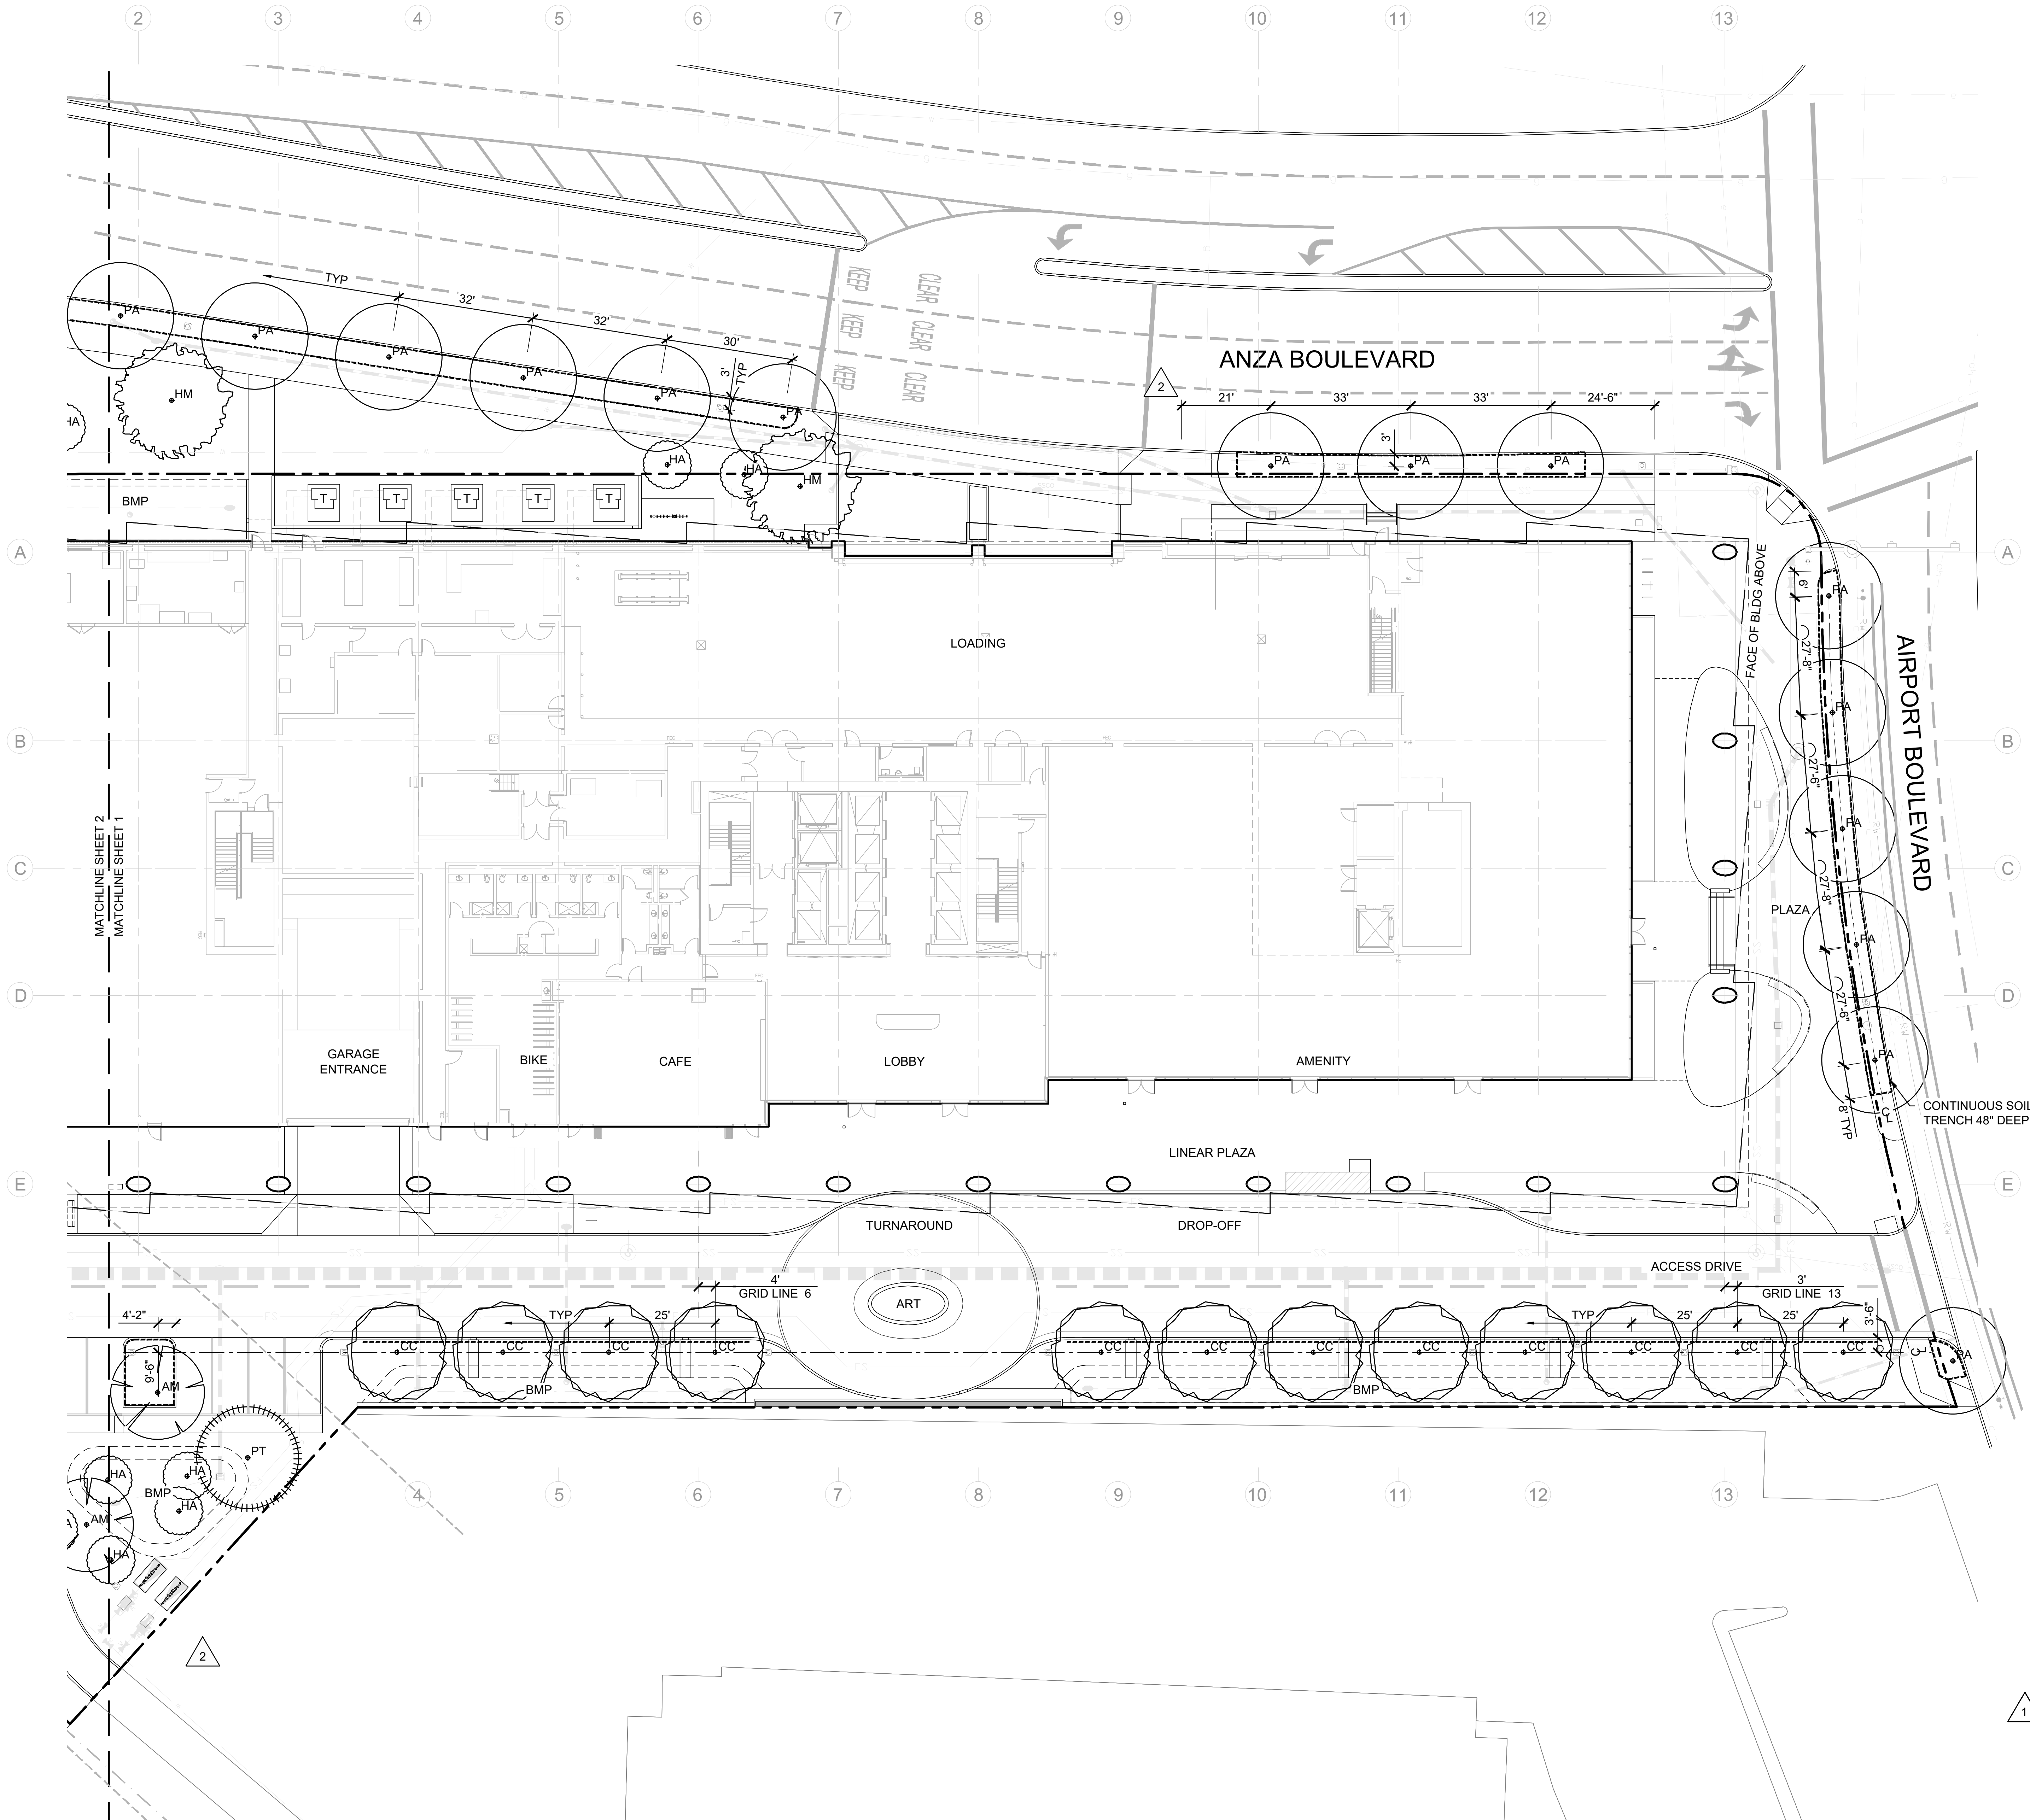 2 3 4 5 6 7 8 9 10 11 12 13
TYP
32'
32'
30'
3'
TYP
PA
PA
PA
PA
PA
PA
HM
HA
HA
HA
HM
KEEP CLEAR
KEEP CLEAR
KEEP CLEAR
ANZA BOULEVARD
2
21' 33' 33' 24'-6"
3'
PA PA PA
BMP
T T T T T
A A
LOADING
FACE OF BLDG ABOVE
6'
PA
27'-8"
PA
27'-6"
PA
27'-8"
PA
27'-6"
PA
8' TYP
AIRPORT BOULEVARD
B B
MATCHLINE SHEET 2
MATCHLINE SHEET 1
C C
PLAZA
D D
GARAGE
ENTRANCE
BIKE
CAFE
LOBBY
AMENITY
CONTINUOUS SOIL
TRENCH 48" DEEP
CL
LINEAR PLAZA
E E
TURNAROUND
DROP-OFF
ACCESS DRIVE
4'
GRID LINE 6
ART
3'
GRID LINE 13
4'-2"
TYP 25'
TYP 25' 25'
3'-6"
9'-6"
AM
CC CC CC CC
CC CC CC CC CC CC CC CC
CL
PA
BMP
BMP
PT
HA
HA
BMP
HA
AM
HA
4 5 6 7 8 9 10 11 12 13
2
1